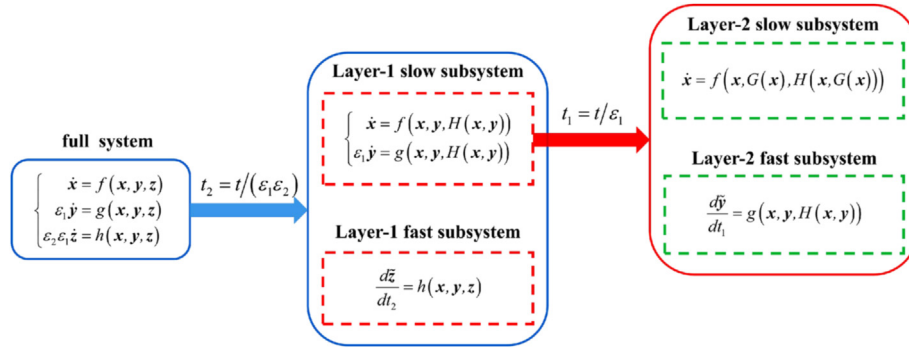 full system
ẋ = f(x, y, z)
ε₁ẏ = g(x, y, z)
ε₂ε₁ż = h(x, y, z)
t₂ = t/(ε₁ε₂)
Layer-1 slow subsystem
ẋ = f(x, y, H(x, y))
ε₁ẏ = g(x, y, H(x, y))
Layer-1 fast subsystem
dz̃/dt₂ = h(x, y, z)
t₁ = t/ε₁
Layer-2 slow subsystem
ẋ = f(x, G(x), H(x, G(x)))
Layer-2 fast subsystem
dỹ/dt₁ = g(x, y, H(x, y))